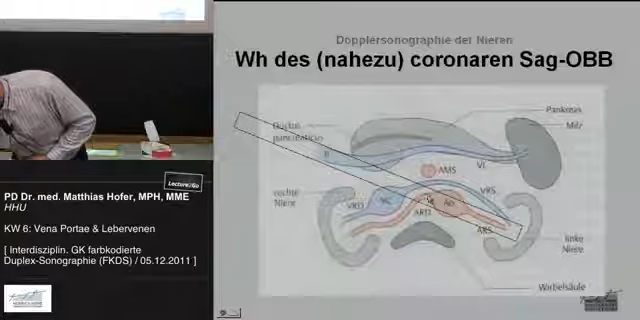 Dopplersonographie der Nieren
Wh des (nahezu) coronaren Sag-OBB
Ductus
pancreaticus
Pankreas
Milz
VL
AMS
rechte
Niere
VRD
VC
Ao
VRS
ARD
ARS
linke
Niere
Wirbelsäule
Lecture2Go
PD Dr. med. Matthias Hofer, MPH, MME
HHU
KW 6: Vena Portae & Lebervenen
[ Interdisziplin. GK farbkodierte
Duplex-Sonographie (FKDS) / 05.12.2011 ]